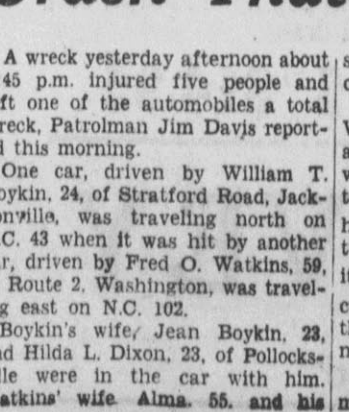 A wreck yesterday afternoon about
45 p.m. injured five people and
ft one of the automobiles a total
reck, Patrolman Jim Davis report-
d this morning.
One car, driven by William T.
oykin, 24, of Stratford Road, Jack-
onville, was traveling north on
.C. 43 when it was hit by another
ar, driven by Fred O. Watkins, 59,
Route 2, Washington, was travel-
g east on N.C. 102.
Boykin's wife, Jean Boykin, 23,
nd Hilda L. Dixon, 23, of Pollocks-
lle were in the car with him.
atkins' wife Alma, 55, and his